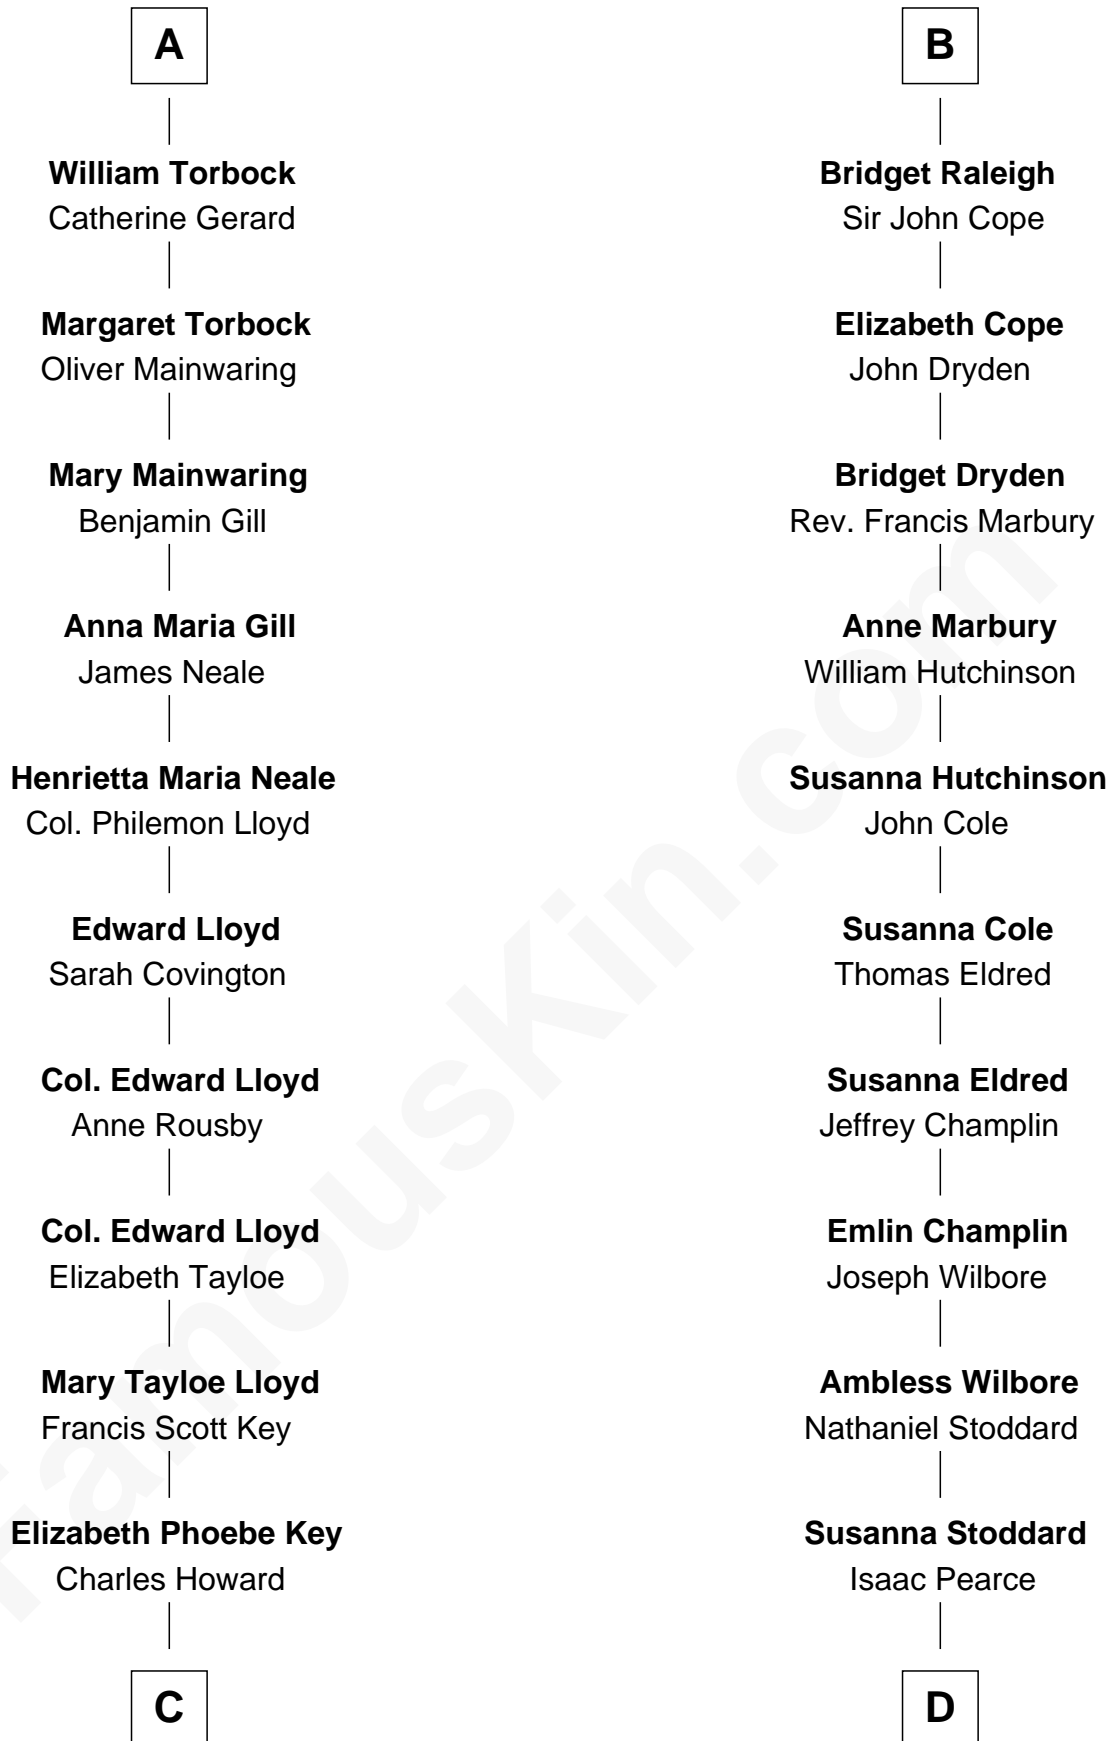 A
William Torbock
Catherine Gerard
Margaret Torbock
Oliver Mainwaring
Mary Mainwaring
Benjamin Gill
Anna Maria Gill
James Neale
Henrietta Maria Neale
Col. Philemon Lloyd
Edward Lloyd
Sarah Covington
Col. Edward Lloyd
Anne Rousby
Col. Edward Lloyd
Elizabeth Tayloe
Mary Tayloe Lloyd
Francis Scott Key
Elizabeth Phoebe Key
Charles Howard
C
B
Bridget Raleigh
Sir John Cope
Elizabeth Cope
John Dryden
Bridget Dryden
Rev. Francis Marbury
Anne Marbury
William Hutchinson
Susanna Hutchinson
John Cole
Susanna Cole
Thomas Eldred
Susanna Eldred
Jeffrey Champlin
Emlin Champlin
Joseph Wilbore
Ambless Wilbore
Nathaniel Stoddard
Susanna Stoddard
Isaac Pearce
D
FamousKin.com